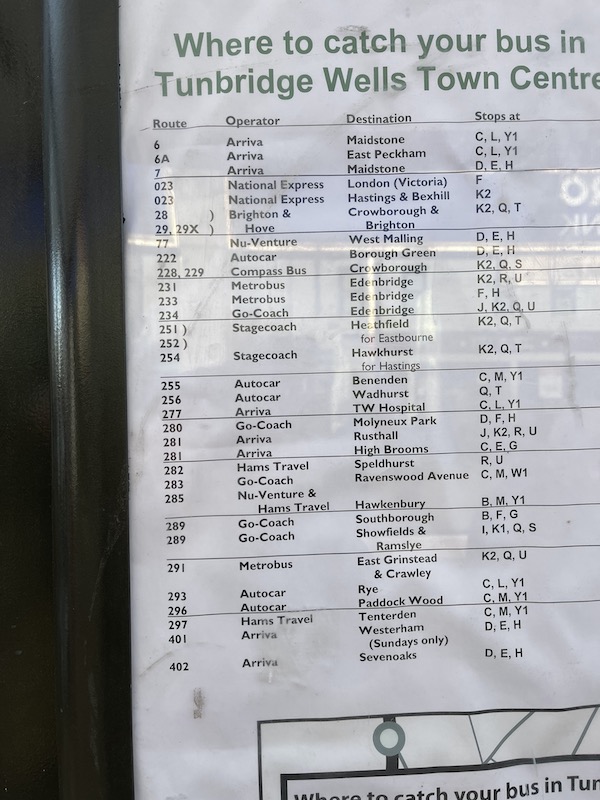 Where to catch your bus in
Tunbridge Wells Town Centre
Route Operator Destination Stops at
6 Arriva Maidstone C, L, Y1
6A Arriva East Peckham C, L, Y1
7 Arriva Maidstone D, E, H
023 National Express London (Victoria) F
023 National Express Hastings & Bexhill K2
28 ) Brighton & Crowborough & K2, Q, T
29, 29X ) Hove Brighton
77 Nu-Venture West Malling D, E, H
222 Autocar Borough Green D, E, H
228, 229 Compass Bus Crowborough K2, Q, S
231 Metrobus Edenbridge K2, R, U
233 Metrobus Edenbridge F, H
234 Go-Coach Edenbridge J, K2, Q, U
251 ) Stagecoach Heathfield K2, Q, T
252 ) for Eastbourne
254 Stagecoach Hawkhurst K2, Q, T
for Hastings
255 Autocar Benenden C, M, Y1
256 Autocar Wadhurst Q, T
277 Arriva TW Hospital C, L, Y1
280 Go-Coach Molyneux Park D, F, H
281 Arriva Rusthall J, K2, R, U
281 Arriva High Brooms C, E, G
282 Hams Travel Speldhurst R, U
283 Go-Coach Ravenswood Avenue C, M, W1
285 Nu-Venture &
Hams Travel Hawkenbury B, M, Y1
289 Go-Coach Southborough B, F, G
289 Go-Coach Showfields & I, K1, Q, S
Ramslye
291 Metrobus East Grinstead K2, Q, U
& Crawley
293 Autocar Rye C, L, Y1
296 Autocar Paddock Wood C, M, Y1
297 Hams Travel Tenterden C, M, Y1
401 Arriva Westerham D, E, H
(Sundays only)
402 Arriva Sevenoaks D, E, H
Where to catch your bus in Tun